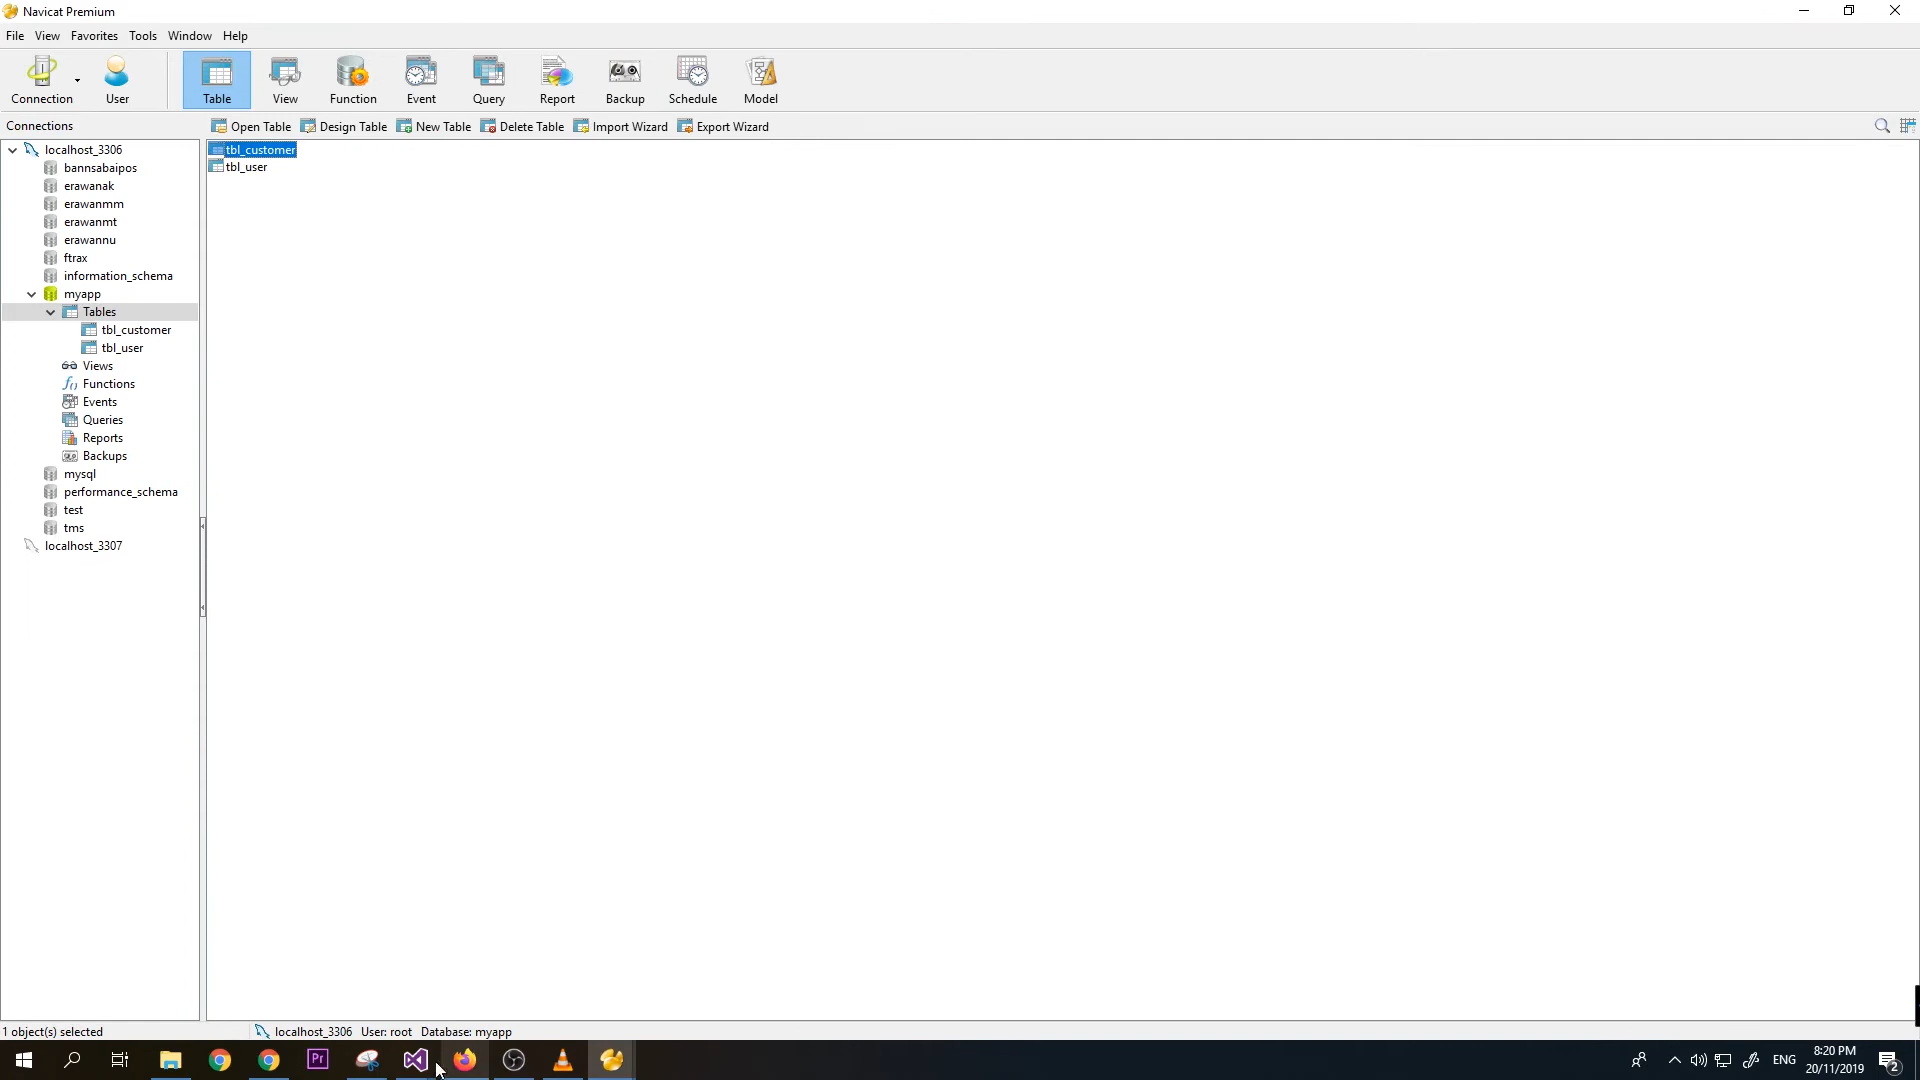 Navicat Premium
File View Favorites Tools Window Help
Connection User Table View Function Event Query Report Backup Schedule Model
Connections Open Table Design Table New Table Delete Table Import Wizard Export Wizard
localhost_3306
bannsabaipos
erawanak
erawanmm
erawanmt
erawannu
ftrax
information_schema
myapp
Tables
tbl_customer
tbl_user
Views
Functions
Events
Queries
Reports
Backups
mysql
performance_schema
test
tms
localhost_3307
tbl_customer
tbl_user
1 object(s) selected localhost_3306 User: root Database: myapp
Pr ENG 8:20 PM
20/11/2019 2